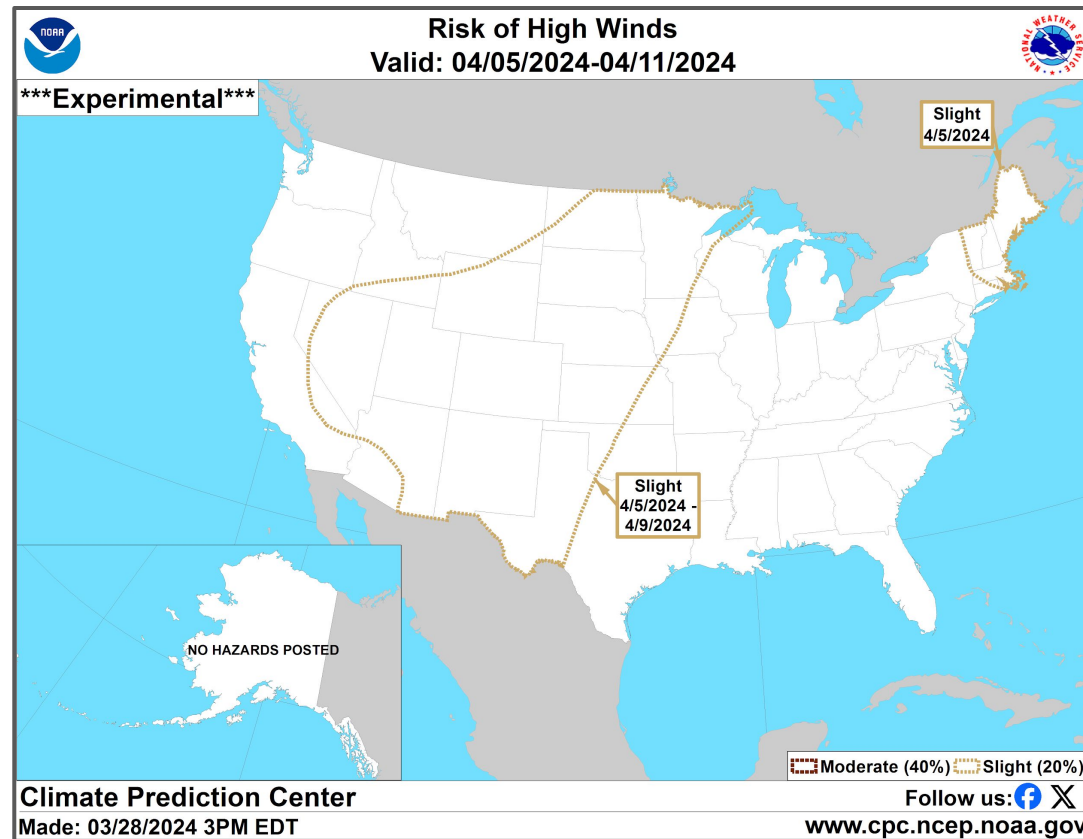 NOAA
Risk of High Winds
Valid: 04/05/2024-04/11/2024
NATIONAL WEATHER SERVICE
***Experimental***
Slight
4/5/2024
Slight
4/5/2024 -
4/9/2024
NO HAZARDS POSTED
Moderate (40%) Slight (20%)
Climate Prediction Center
Follow us:
Made: 03/28/2024 3PM EDT
www.cpc.ncep.noaa.gov